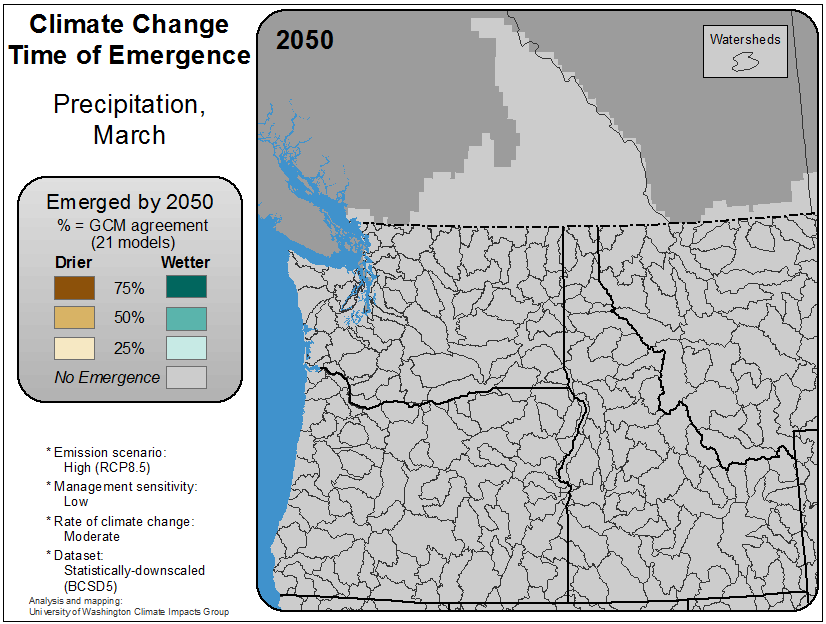 Climate Change
Time of Emergence
Precipitation,
March
Emerged by 2050
% = GCM agreement
(21 models)
Drier Wetter
75%
50%
25%
No Emergence
* Emission scenario:
High (RCP8.5)
* Management sensitivity:
Low
* Rate of climate change:
Moderate
* Dataset:
Statistically-downscaled
(BCSD5)
Analysis and mapping:
University of Washington Climate Impacts Group
2050
Watersheds